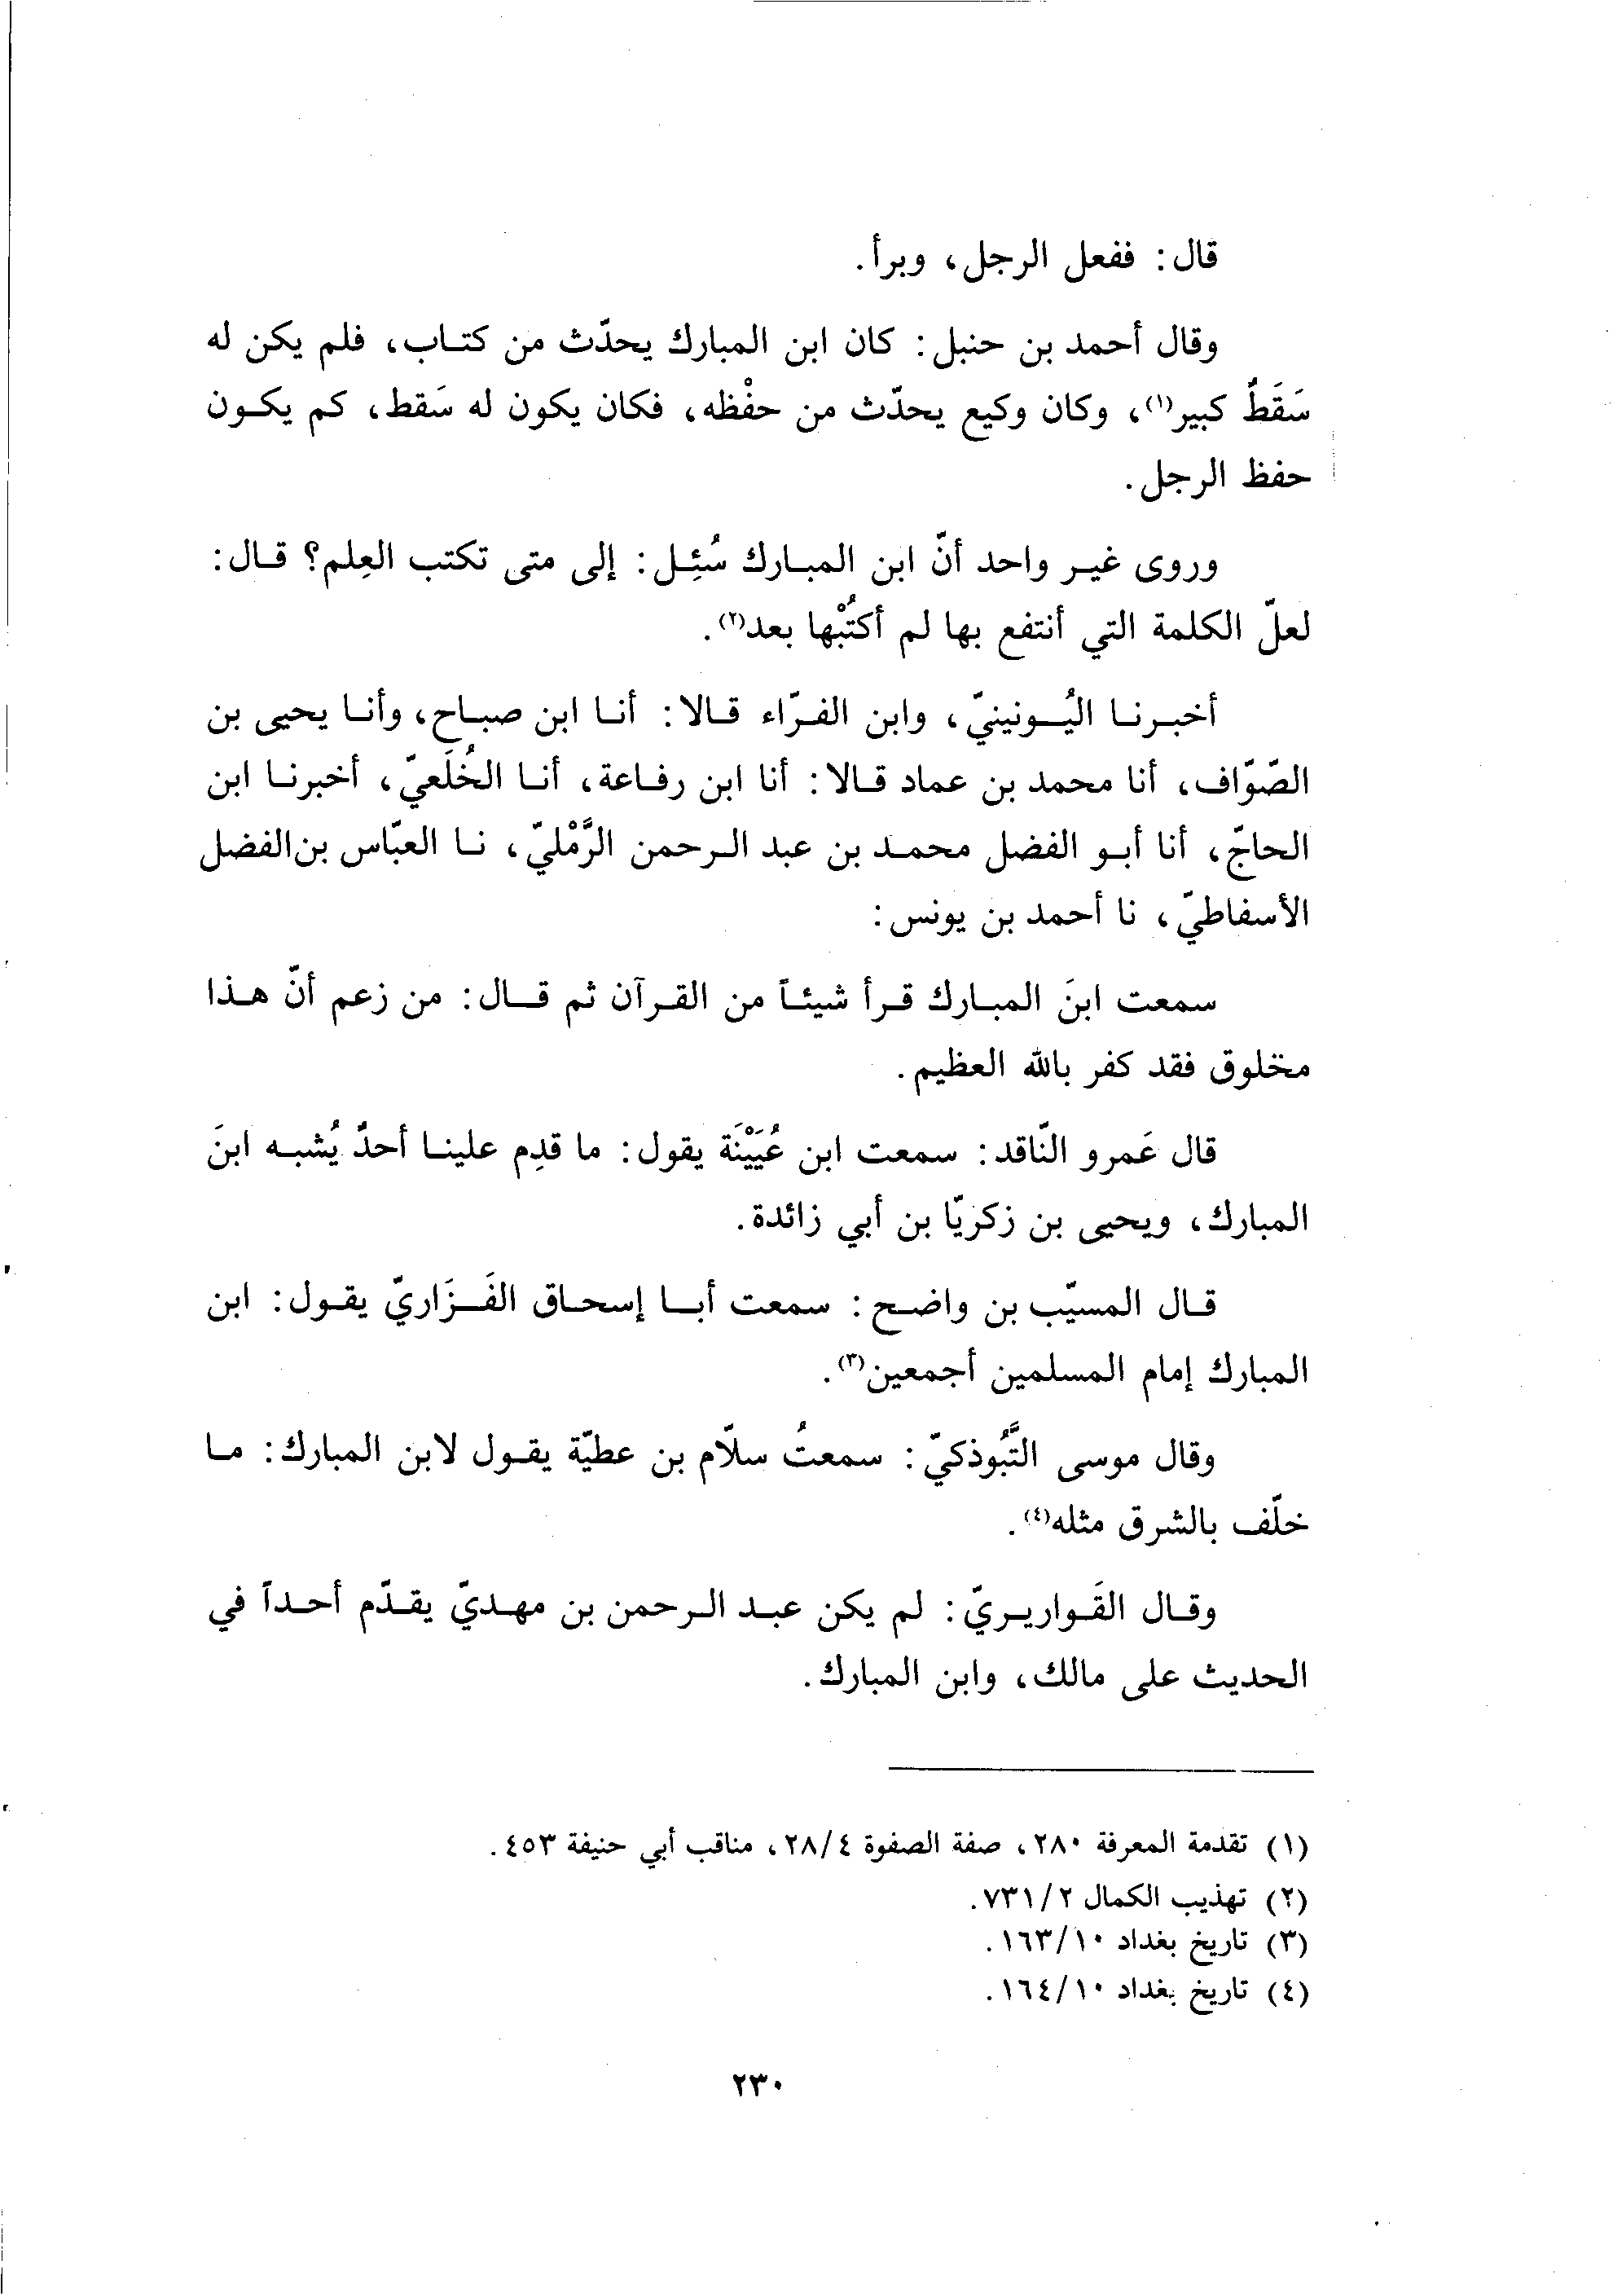 قال: ففعل الرجل، وبرأ.
وقال أحمد بن حنبل: كان ابن المبارك يحدّث من كتاب، فلم يكن له
سَقَطٌ كبير(١)، وكان وكيع يحدّث من حفْظه، فكان يكون له سَقط، كم يكون
حفظ الرجل.
وروى غير واحد أنّ ابن المبارك سُئِل: إلى متى تكتب العِلم؟ قال:
لعلّ الكلمة التي أنتفع بها لم أكتُبْها بعد(٢).
أخبرنا اليُونينيّ، وابن الفرّاء قالا: أنا ابن صباح، وأنا يحيى بن
الصّوّاف، أنا محمد بن عماد قالا: أنا ابن رفاعة، أنا الخُلَعيّ، أخبرنا ابن
الحاجّ، أنا أبو الفضل محمد بن عبد الرحمن الرَّمْليّ، نا العبّاس بن الفضل
الأسفاطيّ، نا أحمد بن يونس:
سمعت ابنَ المبارك قرأ شيئاً من القرآن ثم قال: من زعم أنّ هذا
مخلوق فقد كفر بالله العظيم.
قال عَمرو النّاقد: سمعت ابن عُيَيْنَة يقول: ما قدِم علينا أحدٌ يُشبه ابنَ
المبارك، ويحيى بن زكريّا بن أبي زائدة.
قال المسيّب بن واضح: سمعت أبا إسحاق الفَزَاريّ يقول: ابن
المبارك إمام المسلمين أجمعين(٣).
وقال موسى التَّبُوذكيّ: سمعتُ سلاّم بن عطيّة يقول لابن المبارك: ما
خلّف بالشرق مثله(٤).
وقال القَواريريّ: لم يكن عبد الرحمن بن مهديّ يقدّم أحداً في
الحديث على مالك، وابن المبارك.
(١) تقدمة المعرفة ٢٨٠، صفة الصفوة ٢٨/٤، مناقب أبي حنيفة ٤٥٣.
(٢) تهذيب الكمال ٧٣١/٢.
(٣) تاريخ بغداد ١٦٣/١٠.
(٤) تاريخ بغداد ١٦٤/١٠.
٢٣٠